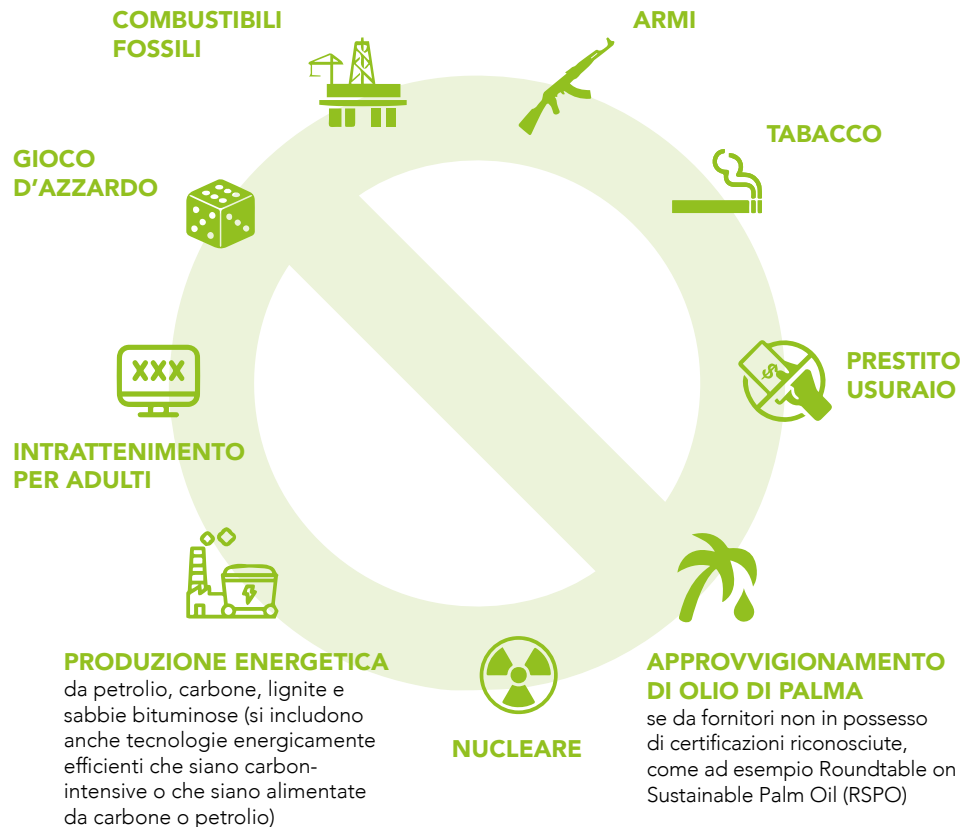 COMBUSTIBILI
FOSSILI
ARMI
TABACCO
GIOCO
D'AZZARDO
XXX
$
PRESTITO
USURAIO
INTRATTENIMENTO
PER ADULTI
PRODUZIONE ENERGETICA
da petrolio, carbone, lignite e
sabbie bituminose (si includono
anche tecnologie energicamente
efficienti che siano carbon-
intensive o che siano alimentate
da carbone o petrolio)
NUCLEARE
APPROVVIGIONAMENTO
DI OLIO DI PALMA
se da fornitori non in possesso
di certificazioni riconosciute,
come ad esempio Roundtable on
Sustainable Palm Oil (RSPO)